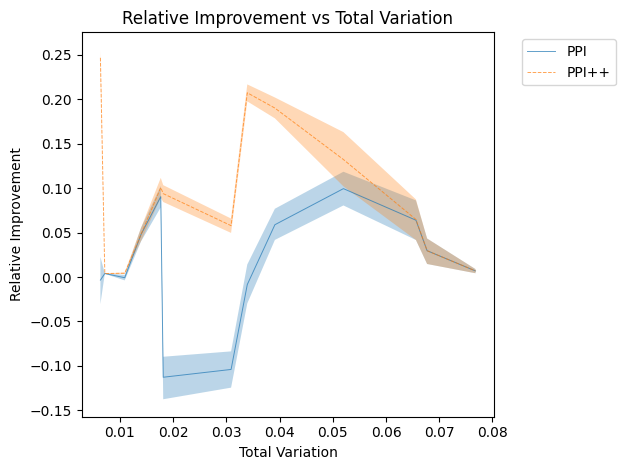 Relative Improvement vs Total Variation
PPI
PPI++
Relative Improvement
0.25
0.20
0.15
0.10
0.05
0.00
−0.05
−0.10
−0.15
0.01 0.02 0.03 0.04 0.05 0.06 0.07 0.08
Total Variation